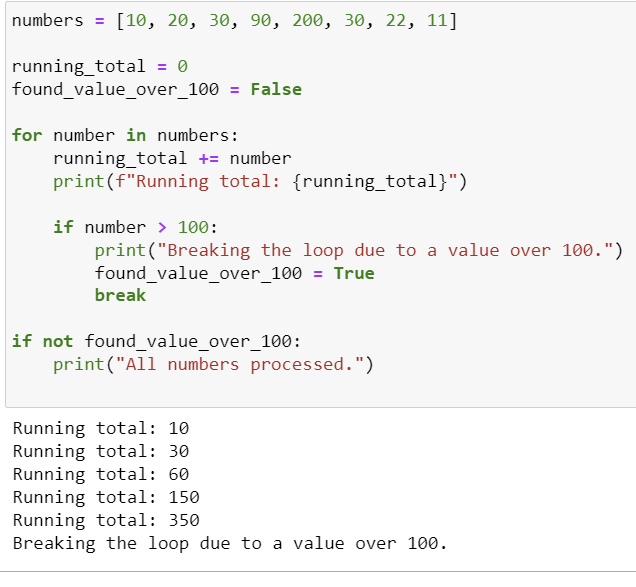 numbers = [10, 20, 30, 90, 200, 30, 22, 11]

running_total = 0
found_value_over_100 = False

for number in numbers:
    running_total += number
    print(f"Running total: {running_total}")

    if number > 100:
        print("Breaking the loop due to a value over 100.")
        found_value_over_100 = True
        break

if not found_value_over_100:
    print("All numbers processed.")

Running total: 10
Running total: 30
Running total: 60
Running total: 150
Running total: 350
Breaking the loop due to a value over 100.